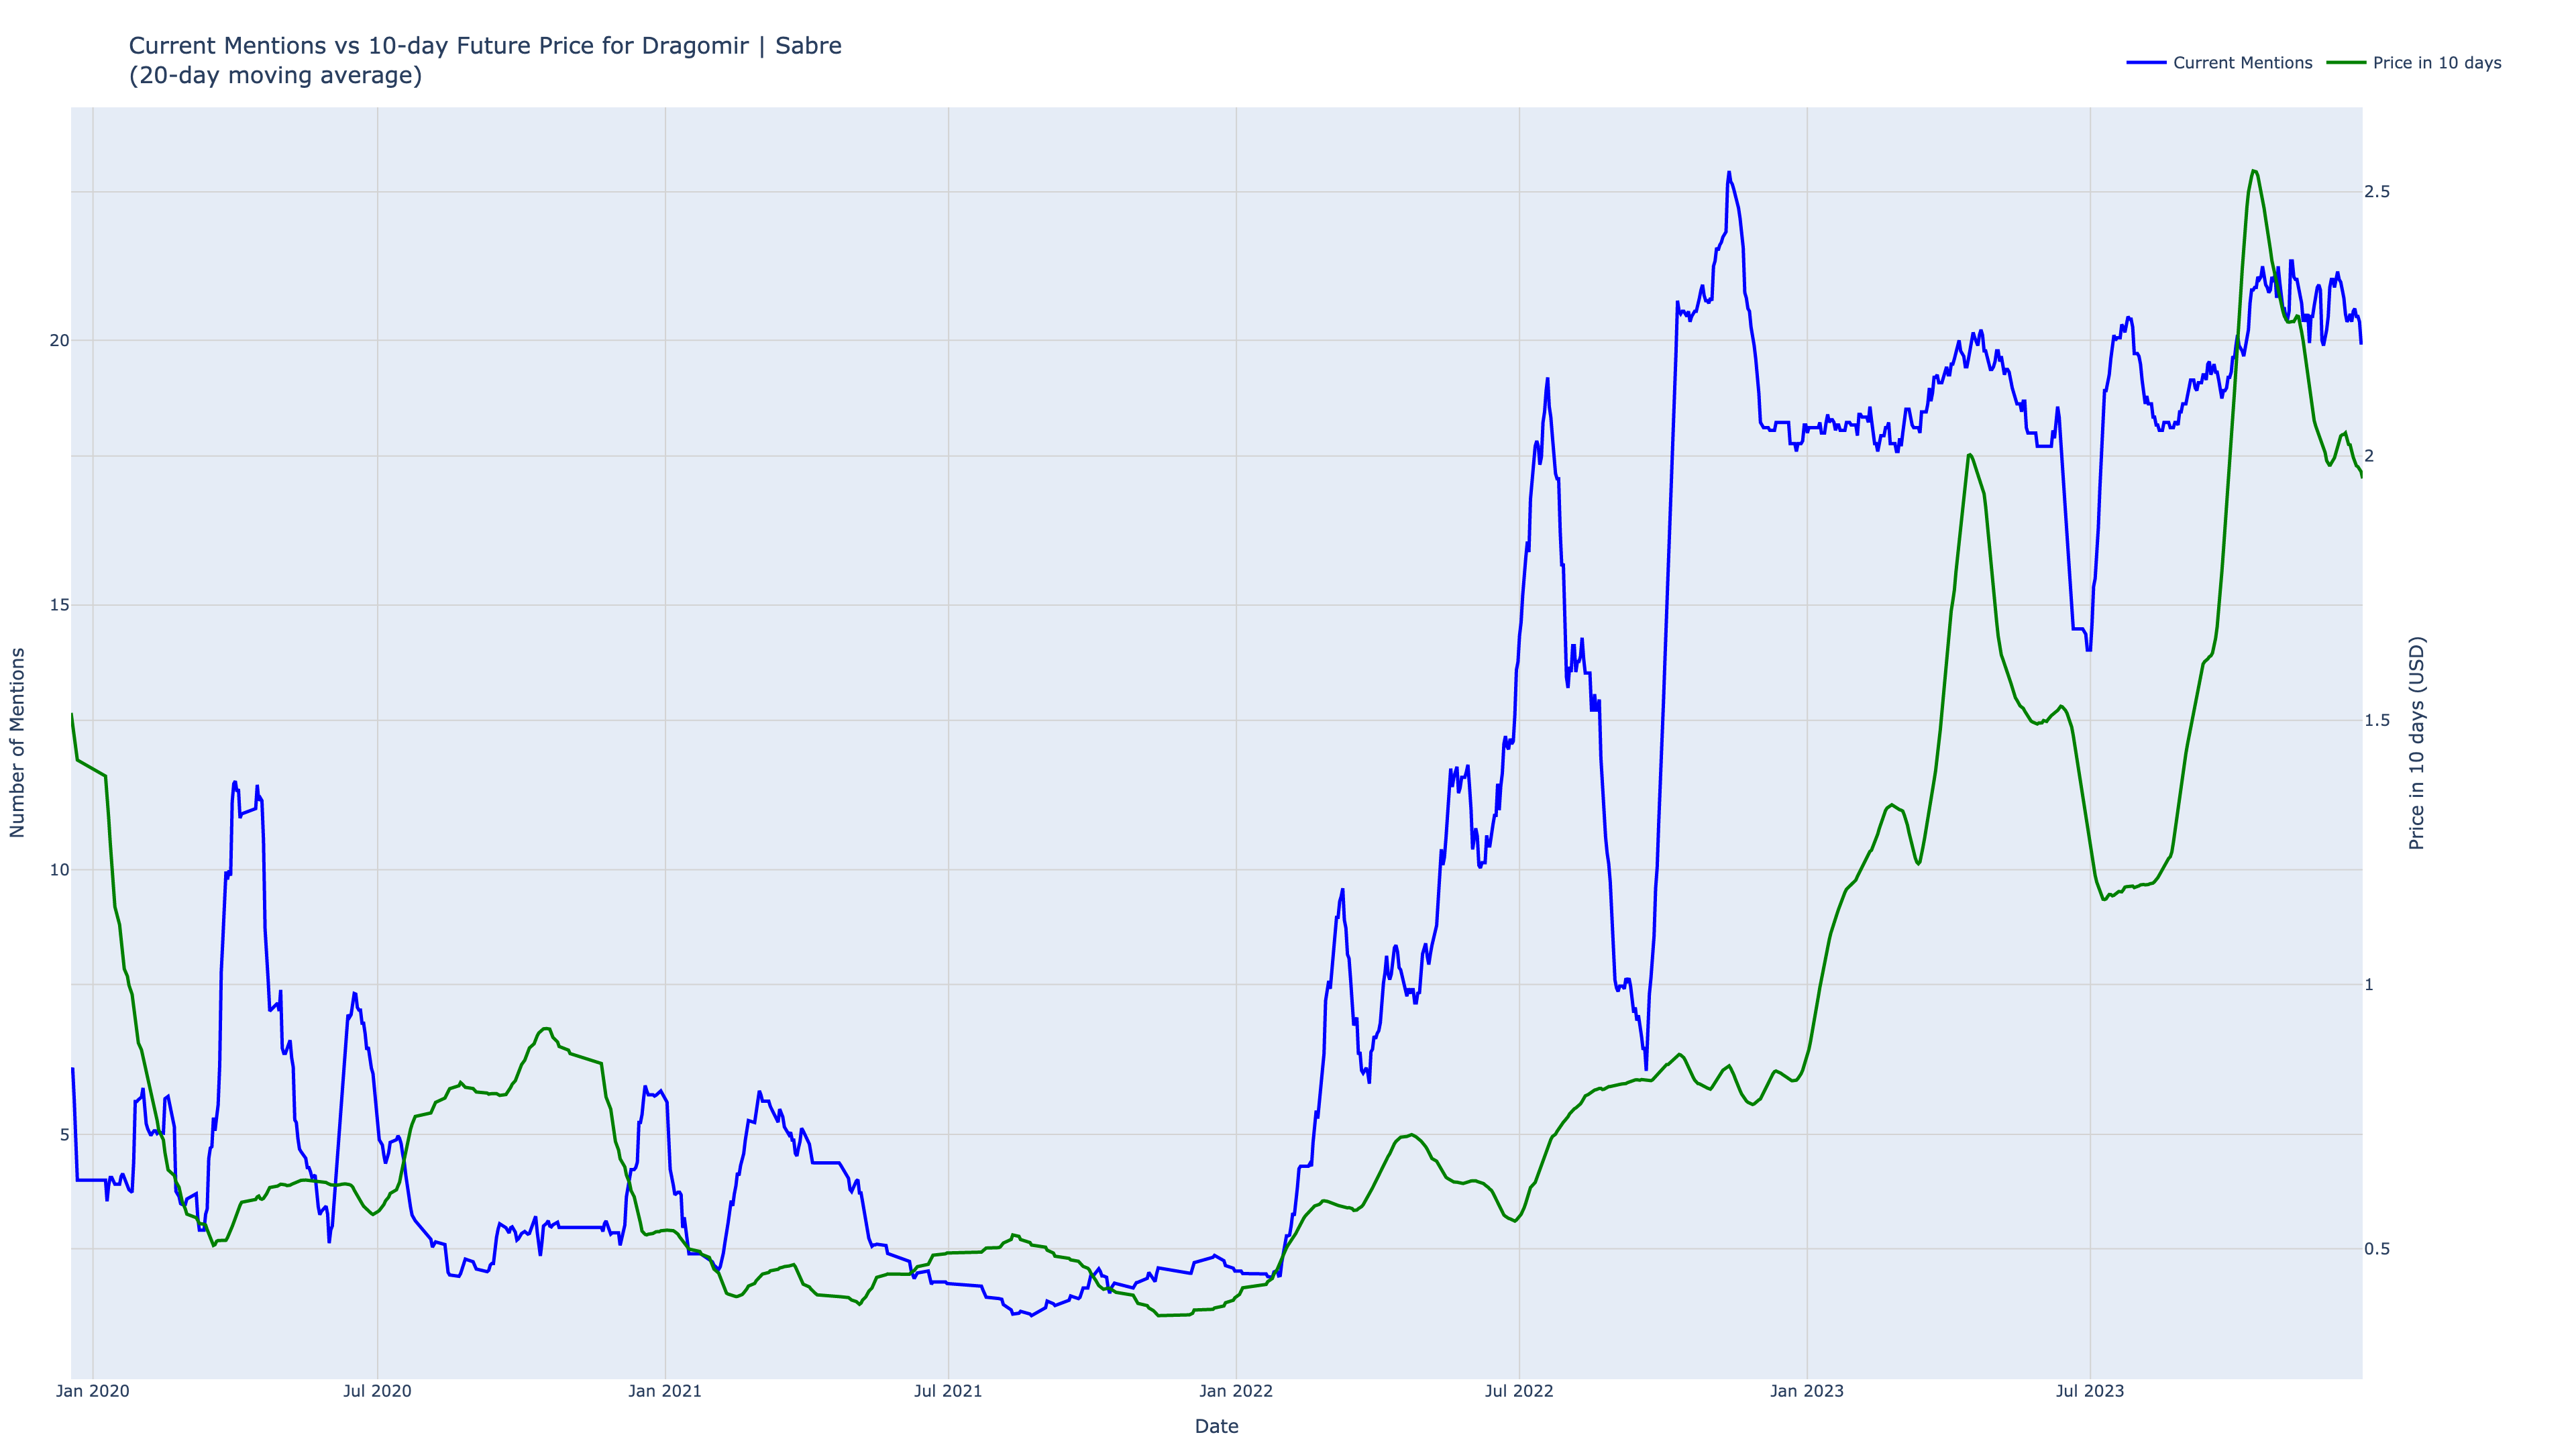 Current Mentions vs 10-day Future Price for Dragomir | Sabre
(20-day moving average)
Current Mentions
Price in 10 days
Number of Mentions
20
15
10
5
2.5
2
1.5
1
0.5
Price in 10 days (USD)
Jan 2020
Jul 2020
Jan 2021
Jul 2021
Jan 2022
Jul 2022
Jan 2023
Jul 2023
Date